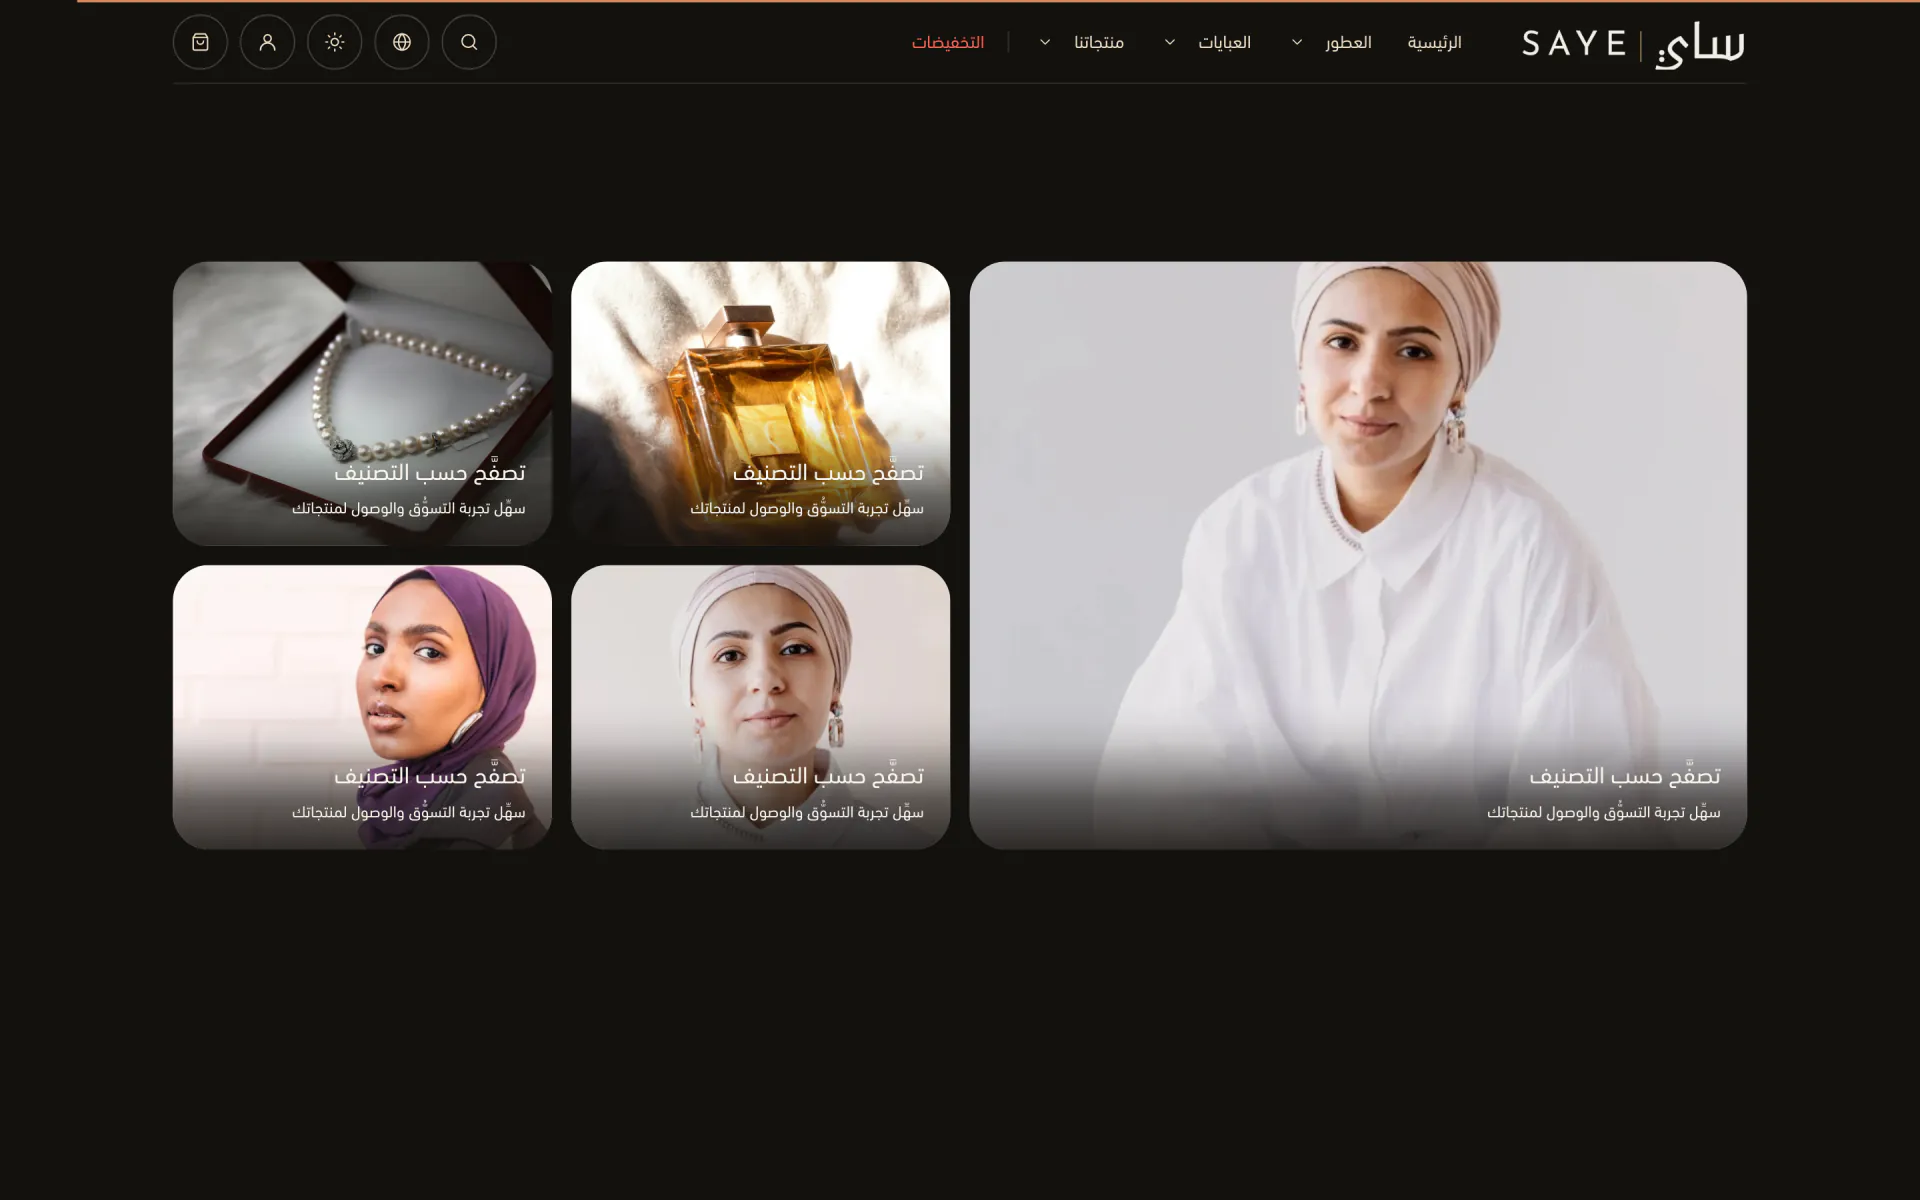 ساي | SAYE
الرئيسية
العطور
العبايات
منتجاتنا
التخفيضات
تصفَّح حسب التصنيف
سهِّل تجربة التسوُّق والوصول لمنتجاتك
تصفَّح حسب التصنيف
سهِّل تجربة التسوُّق والوصول لمنتجاتك
تصفَّح حسب التصنيف
سهِّل تجربة التسوُّق والوصول لمنتجاتك
تصفَّح حسب التصنيف
سهِّل تجربة التسوُّق والوصول لمنتجاتك
تصفَّح حسب التصنيف
سهِّل تجربة التسوُّق والوصول لمنتجاتك